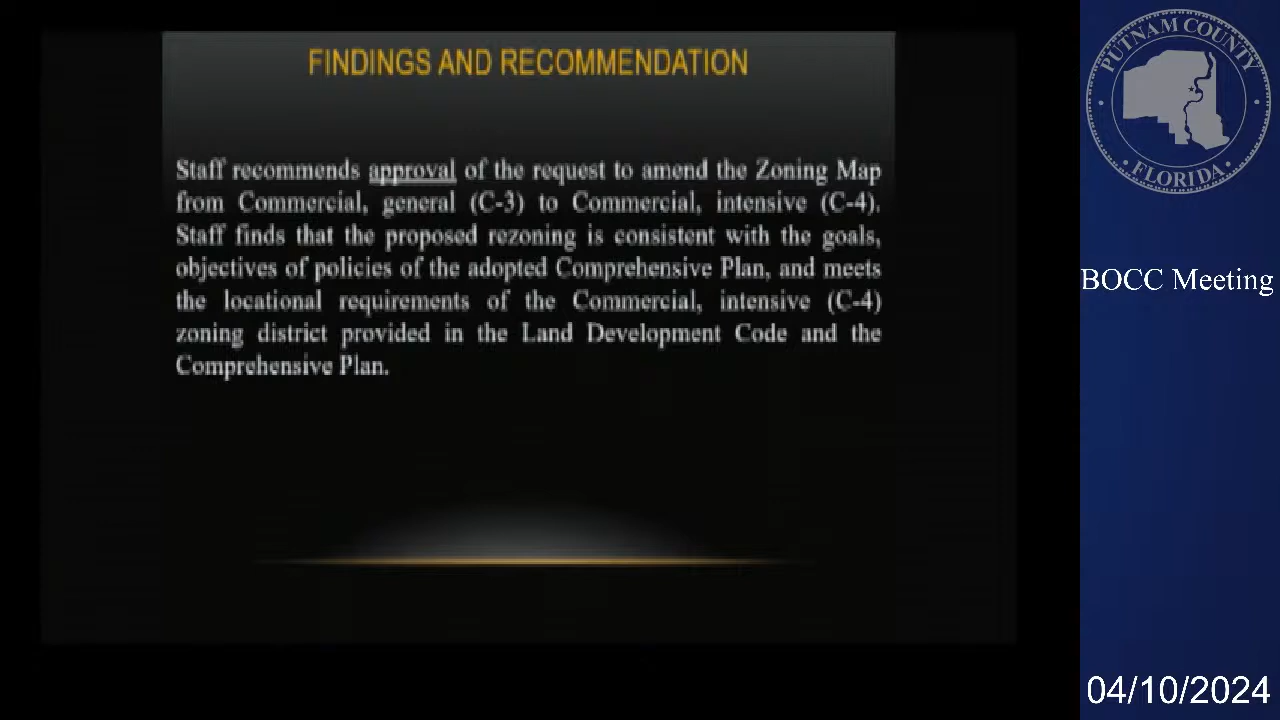 FINDINGS AND RECOMMENDATION
Staff recommends approval of the request to amend the Zoning Map
from Commercial, general (C-3) to Commercial, intensive (C-4).
Staff finds that the proposed rezoning is consistent with the goals,
objectives of policies of the adopted Comprehensive Plan, and meets
the locational requirements of the Commercial, intensive (C-4)
zoning district provided in the Land Development Code and the
Comprehensive Plan.
PUTNAM COUNTY
FLORIDA
BOCC Meeting
04/10/2024